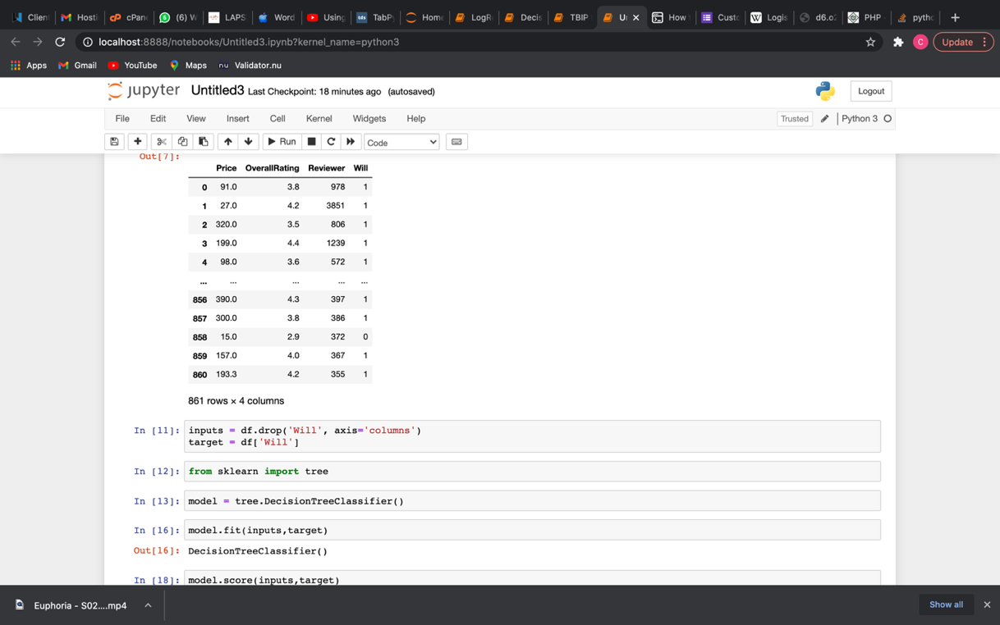 Clien Hosti cPane (6) W LAPS Word Using TabPy Home LogRe Decis TBIP Un How Custo Logis d6.o2 PHP pytho
localhost:8888/notebooks/Untitled3.ipynb?kernel_name=python3 C Update
Apps Gmail YouTube Maps nu Validator.nu
jupyter Untitled3 Last Checkpoint: 18 minutes ago (autosaved) Logout
File Edit View Insert Cell Kernel Widgets Help Trusted Python 3
Run Code
Out[7]:
Price OverallRating Reviewer Will
0 91.0 3.8 978 1
1 27.0 4.2 3851 1
2 320.0 3.5 806 1
3 199.0 4.4 1239 1
4 98.0 3.6 572 1
... ... ... ... ...
856 390.0 4.3 397 1
857 300.0 3.8 386 1
858 15.0 2.9 372 0
859 157.0 4.0 367 1
860 193.3 4.2 355 1
861 rows × 4 columns
In [11]: inputs = df.drop('Will', axis='columns')
target = df['Will']
In [12]: from sklearn import tree
In [13]: model = tree.DecisionTreeClassifier()
In [16]: model.fit(inputs,target)
Out[16]: DecisionTreeClassifier()
In [18]: model.score(inputs,target)
Euphoria - S02....mp4 Show all